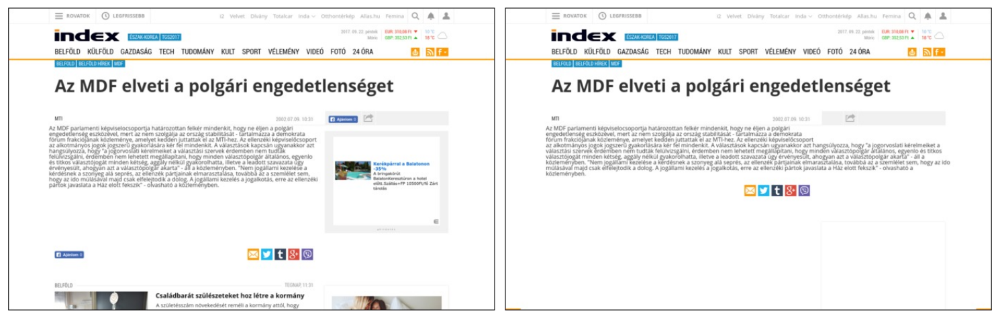 ROVATOK LEGFRISSEBB i2 Velvet Dívány Totalcar Inda Otthontérkép Állás.hu Femina
index ÉSZAK-KOREA TGS2017 2017. 09. 22. péntek EUR: 310,08 Ft 10 °C
Móric GBP: 352,53 Ft 18 °C
BELFÖLD KÜLFÖLD GAZDASÁG TECH TUDOMÁNY KULT SPORT VÉLEMÉNY VIDEÓ FOTÓ 24 ÓRA
BELFÖLD BELFÖLD HÍREK MDF
Az MDF elveti a polgári engedetlenséget
MTI 2002.07.09. 10:31 Ajánlom 0
Az MDF parlamenti képviselocsoportja határozottan felkér mindenkit, hogy ne éljen a polgári
engedetlenség eszközével, mert az nem szolgálja az ország stabilitását - tartalmazza a demokrata
fórum frakciójának közleménye, amelyet kedden juttattak el az MTI-hez. Az ellenzéki képviselőcsoport
az alkotmányos jogok jogszerű gyakorlására kér fel mindenkit. A választások kapcsán ugyanakkor azt
hangsúlyozza, hogy "a jogorvoslati kérelmeiket a választási szervek érdemben nem tudták
felülvizsgálni, érdemben nem lehetett megállapítani, hogy minden választópolgár általános, egyenlo
és titkos választójogát minden kétség, aggály nélkül gyakorolhatta, illetve a leadott szavazata úgy
érvényesült, ahogyan azt a választópolgár akarta" - áll a közleményben. "Nem jogállami kezelése a
kérdésnek a szonyeg alá seprés, az ellenzék pártjainak elmarasztalása, továbbá az a szemlélet sem,
hogy az ido múlásával majd csak elfelejtodik a dolog. A jogállami kezelés a jogalkotás, erre az ellenzéki
pártok javaslata a Ház elott fekszik" - olvasható a közleményben.
Kerékpárral a Balatonon
-35%
A bringakörút
BalatonKeresztúron a hotel
előtt.Szállás+FP 10500Ft/fő Zárt
tárolás
Ajánlom 0
BELFÖLD TEGNAP, 11:31
Családbarát szülészeteket hoz létre a kormány
A születésszám növekedését reméli a kormány attól, hogy
ROVATOK LEGFRISSEBB i2 Velvet Dívány Totalcar Inda Otthontérkép Állás.hu Femina
index ÉSZAK-KOREA TGS2017 2017. 09. 22. péntek EUR: 310,08 Ft 10 °C
Móric GBP: 352,53 Ft 18 °C
BELFÖLD KÜLFÖLD GAZDASÁG TECH TUDOMÁNY KULT SPORT VÉLEMÉNY VIDEÓ FOTÓ 24 ÓRA
BELFÖLD BELFÖLD HÍREK MDF
Az MDF elveti a polgári engedetlenséget
MTI 2002.07.09. 10:31
Az MDF parlamenti képviselocsoportja határozottan felkér mindenkit, hogy ne éljen a polgári
engedetlenség eszközével, mert az nem szolgálja az ország stabilitását - tartalmazza a demokrata
fórum frakciójának közleménye, amelyet kedden juttattak el az MTI-hez. Az ellenzéki képviselőcsoport
az alkotmányos jogok jogszerű gyakorlására kér fel mindenkit. A választások kapcsán ugyanakkor azt hangsúlyozza, hogy "a jogorvoslati kérelmeiket a
választási szervek érdemben nem tudták felülvizsgálni, érdemben nem lehetett megállapítani, hogy minden választópolgár általános, egyenlo és titkos
választójogát minden kétség, aggály nélkül gyakorolhatta, illetve a leadott szavazata úgy érvényesült, ahogyan azt a választópolgár akarta" - áll a
közleményben. "Nem jogállami kezelése a kérdésnek a szonyeg alá seprés, az ellenzék pártjainak elmarasztalása, továbbá az a szemlélet sem, hogy az ido
múlásával majd csak elfelejtodik a dolog. A jogállami kezelés a jogalkotás, erre az ellenzéki pártok javaslata a Ház elott fekszik" - olvasható a
közleményben.